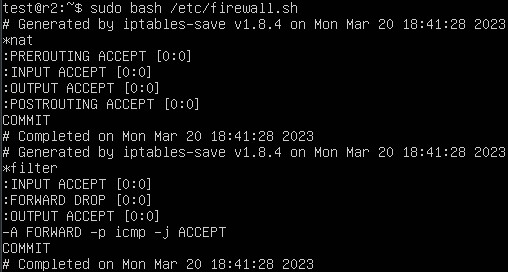 test@r2:~$ sudo bash /etc/firewall.sh
# Generated by iptables-save v1.8.4 on Mon Mar 20 18:41:28 2023
*nat
:PREROUTING ACCEPT [0:0]
:INPUT ACCEPT [0:0]
:OUTPUT ACCEPT [0:0]
:POSTROUTING ACCEPT [0:0]
COMMIT
# Completed on Mon Mar 20 18:41:28 2023
# Generated by iptables-save v1.8.4 on Mon Mar 20 18:41:28 2023
*filter
:INPUT ACCEPT [0:0]
:FORWARD DROP [0:0]
:OUTPUT ACCEPT [0:0]
-A FORWARD -p icmp -j ACCEPT
COMMIT
# Completed on Mon Mar 20 18:41:28 2023